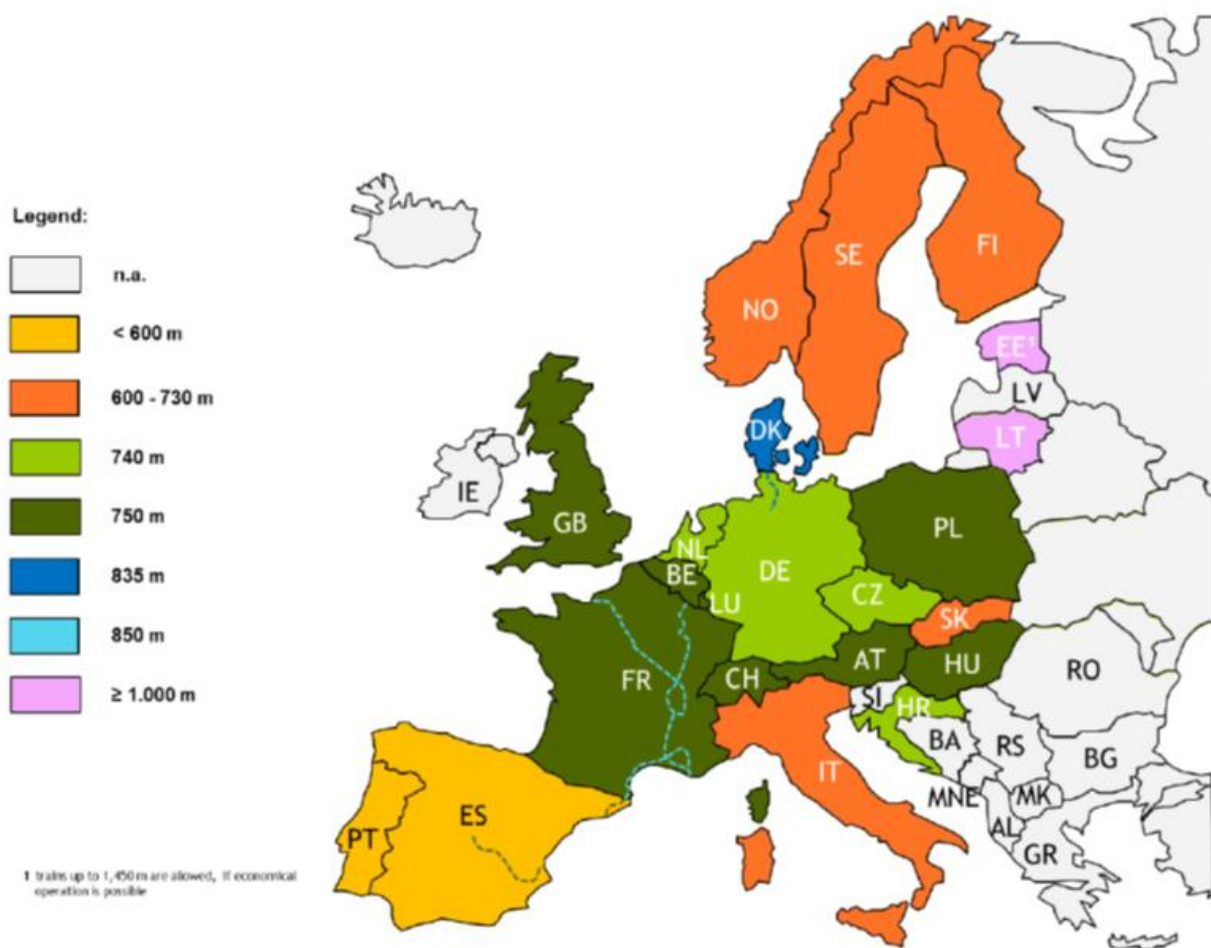 Legend:
n.a.
< 600 m
600 - 730 m
740 m
750 m
835 m
850 m
≥ 1.000 m
NO
SE
FI
EE¹
LV
LT
DK
IE
GB
NL
BE
LU
DE
PL
CZ
SK
FR
CH
AT
HU
SI
HR
RO
BA
RS
BG
IT
MNE
MK
AL
GR
PT
ES
1 trains up to 1,450 m are allowed, if economical
operation is possible